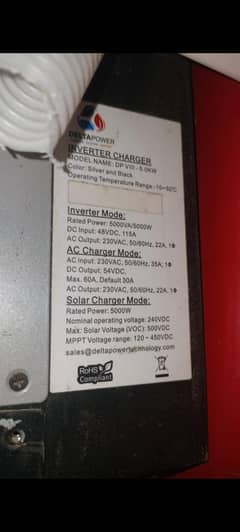 DELTAPOWER
INVERTER CHARGER
MODEL NAME: DP VIII - 5.0KW
Color: Silver and Black
Operating Temperature Range: -10~50℃
Inverter Mode:
Rated Power: 5000VA/5000W
DC Input: 48VDC, 115A
AC Output: 230VAC, 50/60Hz, 22A, 1Φ
AC Charger Mode:
AC Input: 230VAC, 50/60Hz, 35A, 1Φ
DC Output: 54VDC,
Max. 60A, Default 30A
AC Output: 230VAC, 50/60Hz, 22A, 1Φ
Solar Charger Mode:
Rated Power: 5000W
Nominal operating voltage: 240VDC
Max. Solar Voltage (VOC): 500VDC
MPPT Voltage range: 120 ~ 450VDC
sales@deltapowertechnology.com
RoHS
Compliant